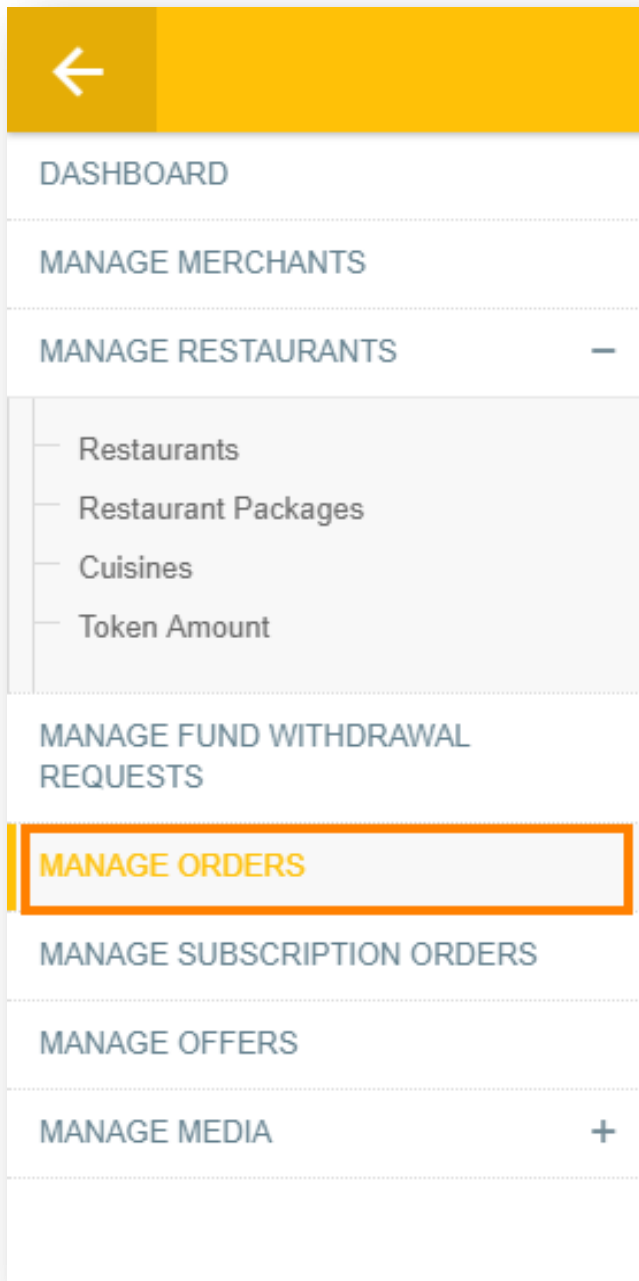 DASHBOARD
MANAGE MERCHANTS
MANAGE RESTAURANTS
Restaurants
Restaurant Packages
Cuisines
Token Amount
MANAGE FUND WITHDRAWAL
REQUESTS
MANAGE ORDERS
MANAGE SUBSCRIPTION ORDERS
MANAGE OFFERS
MANAGE MEDIA